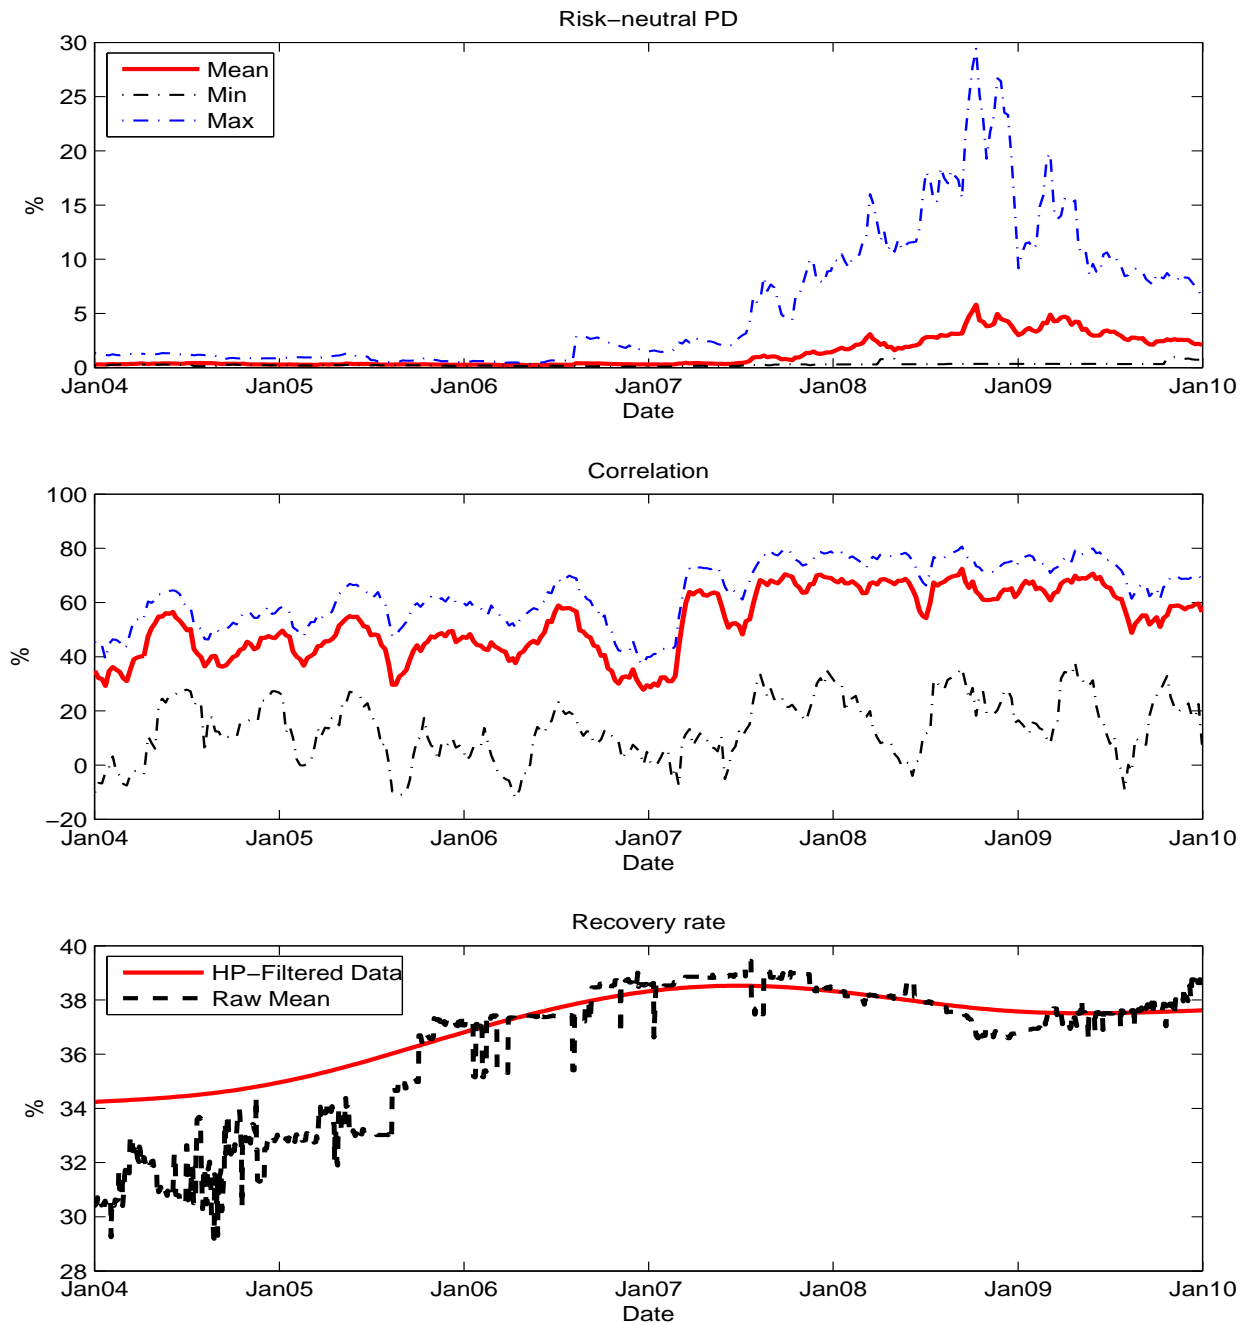 Risk−neutral PD
30
25
20
15
10
5
0
%
Mean
Min
Max
Jan04 Jan05 Jan06 Jan07 Jan08 Jan09 Jan10
Date
Correlation
100
80
60
40
20
0
−20
%
Jan04 Jan05 Jan06 Jan07 Jan08 Jan09 Jan10
Date
Recovery rate
40
38
36
34
32
30
28
%
HP−Filtered Data
Raw Mean
Jan04 Jan05 Jan06 Jan07 Jan08 Jan09 Jan10
Date